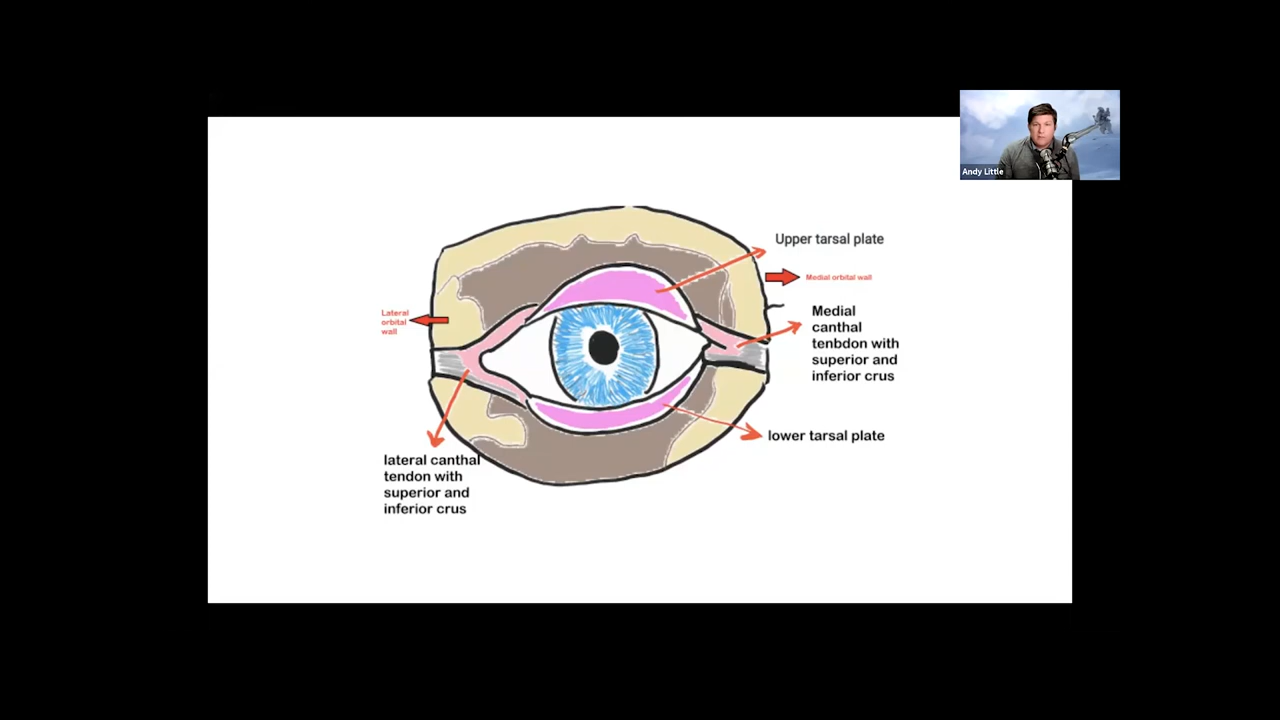 Andy Little
Upper tarsal plate
Medial orbital wall
Lateral
orbital
wall
Medial
canthal
tenbdon with
superior and
inferior crus
lower tarsal plate
lateral canthal
tendon with
superior and
inferior crus